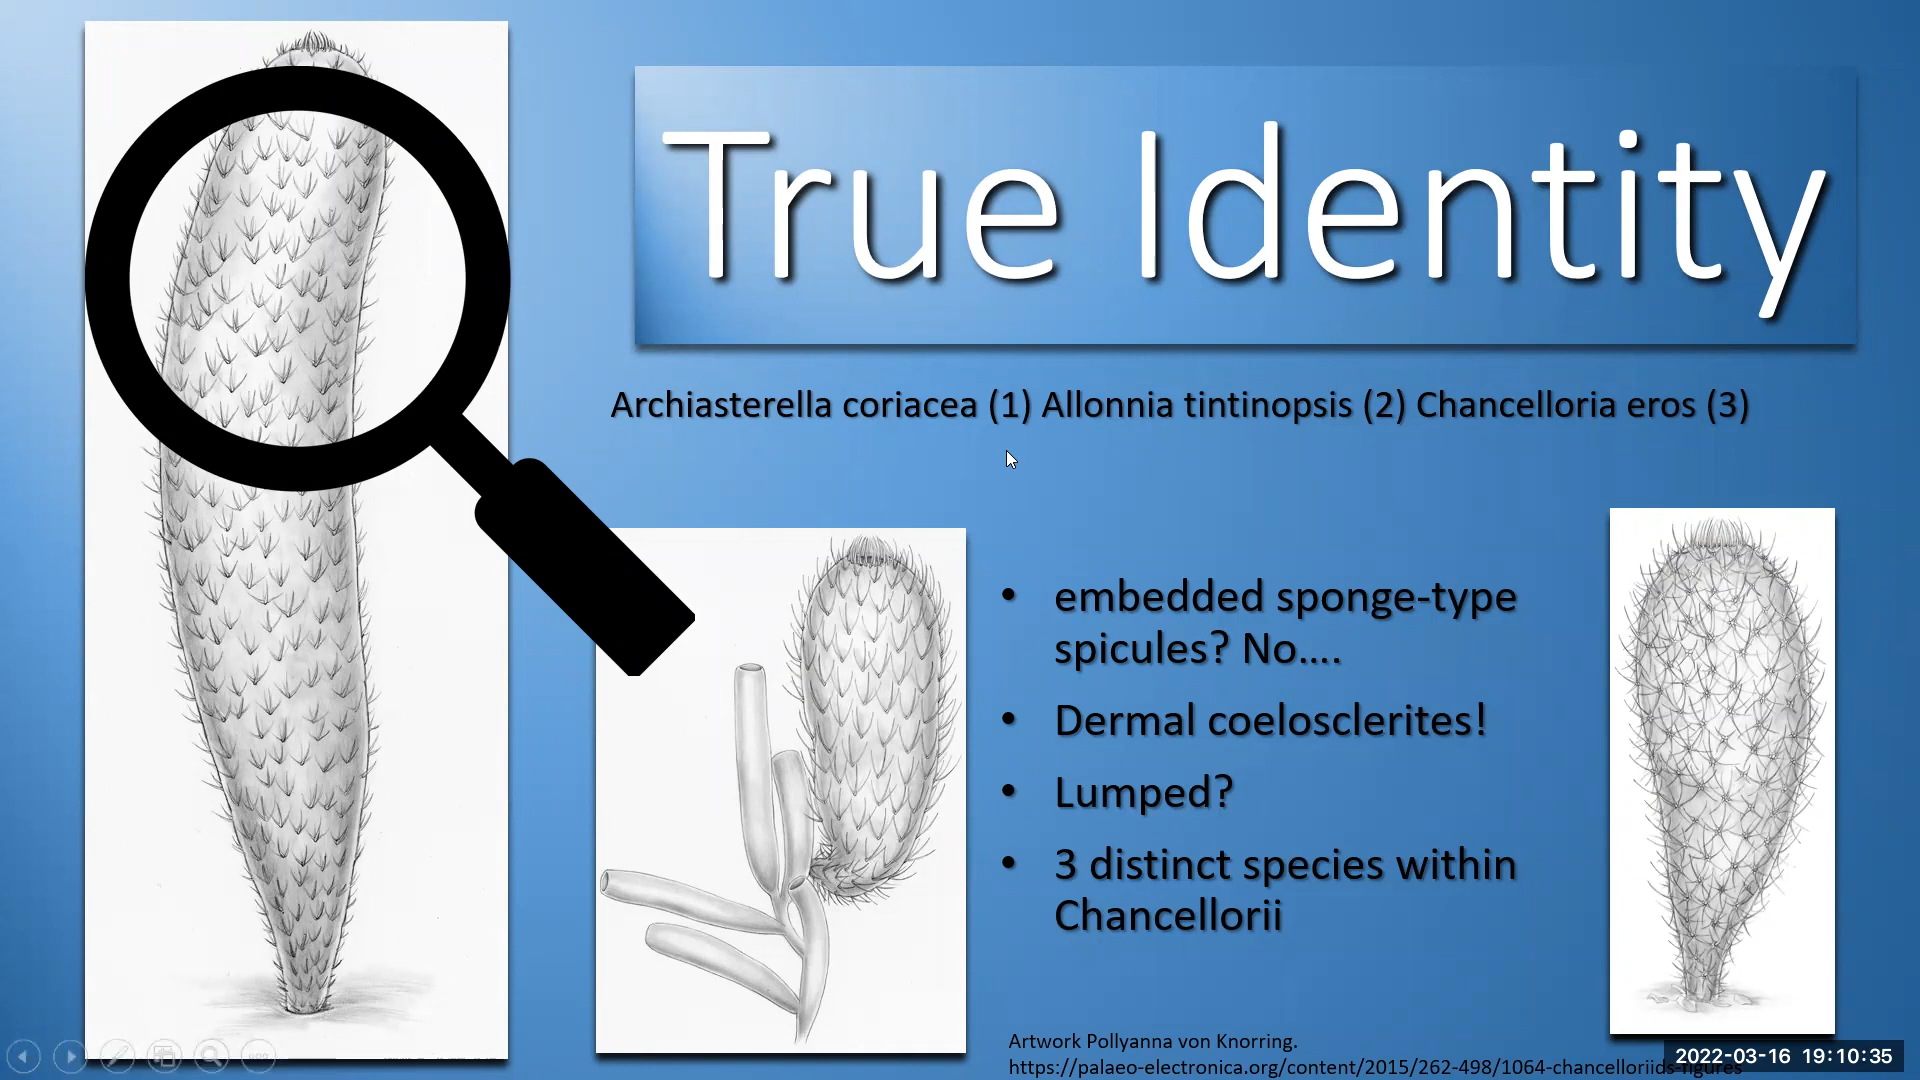 True Identity
Archiasterella coriacea (1) Allonnia tintinopsis (2) Chancelloria eros (3)
• embedded sponge-type
spicules? No....
• Dermal coelosclerites!
• Lumped?
• 3 distinct species within
Chancellorii
Artwork Pollyanna von Knorring.
https://palaeo-electronica.org/content/2015/262-498/1064-chancelloriids-figures
2022-03-16 19:10:35